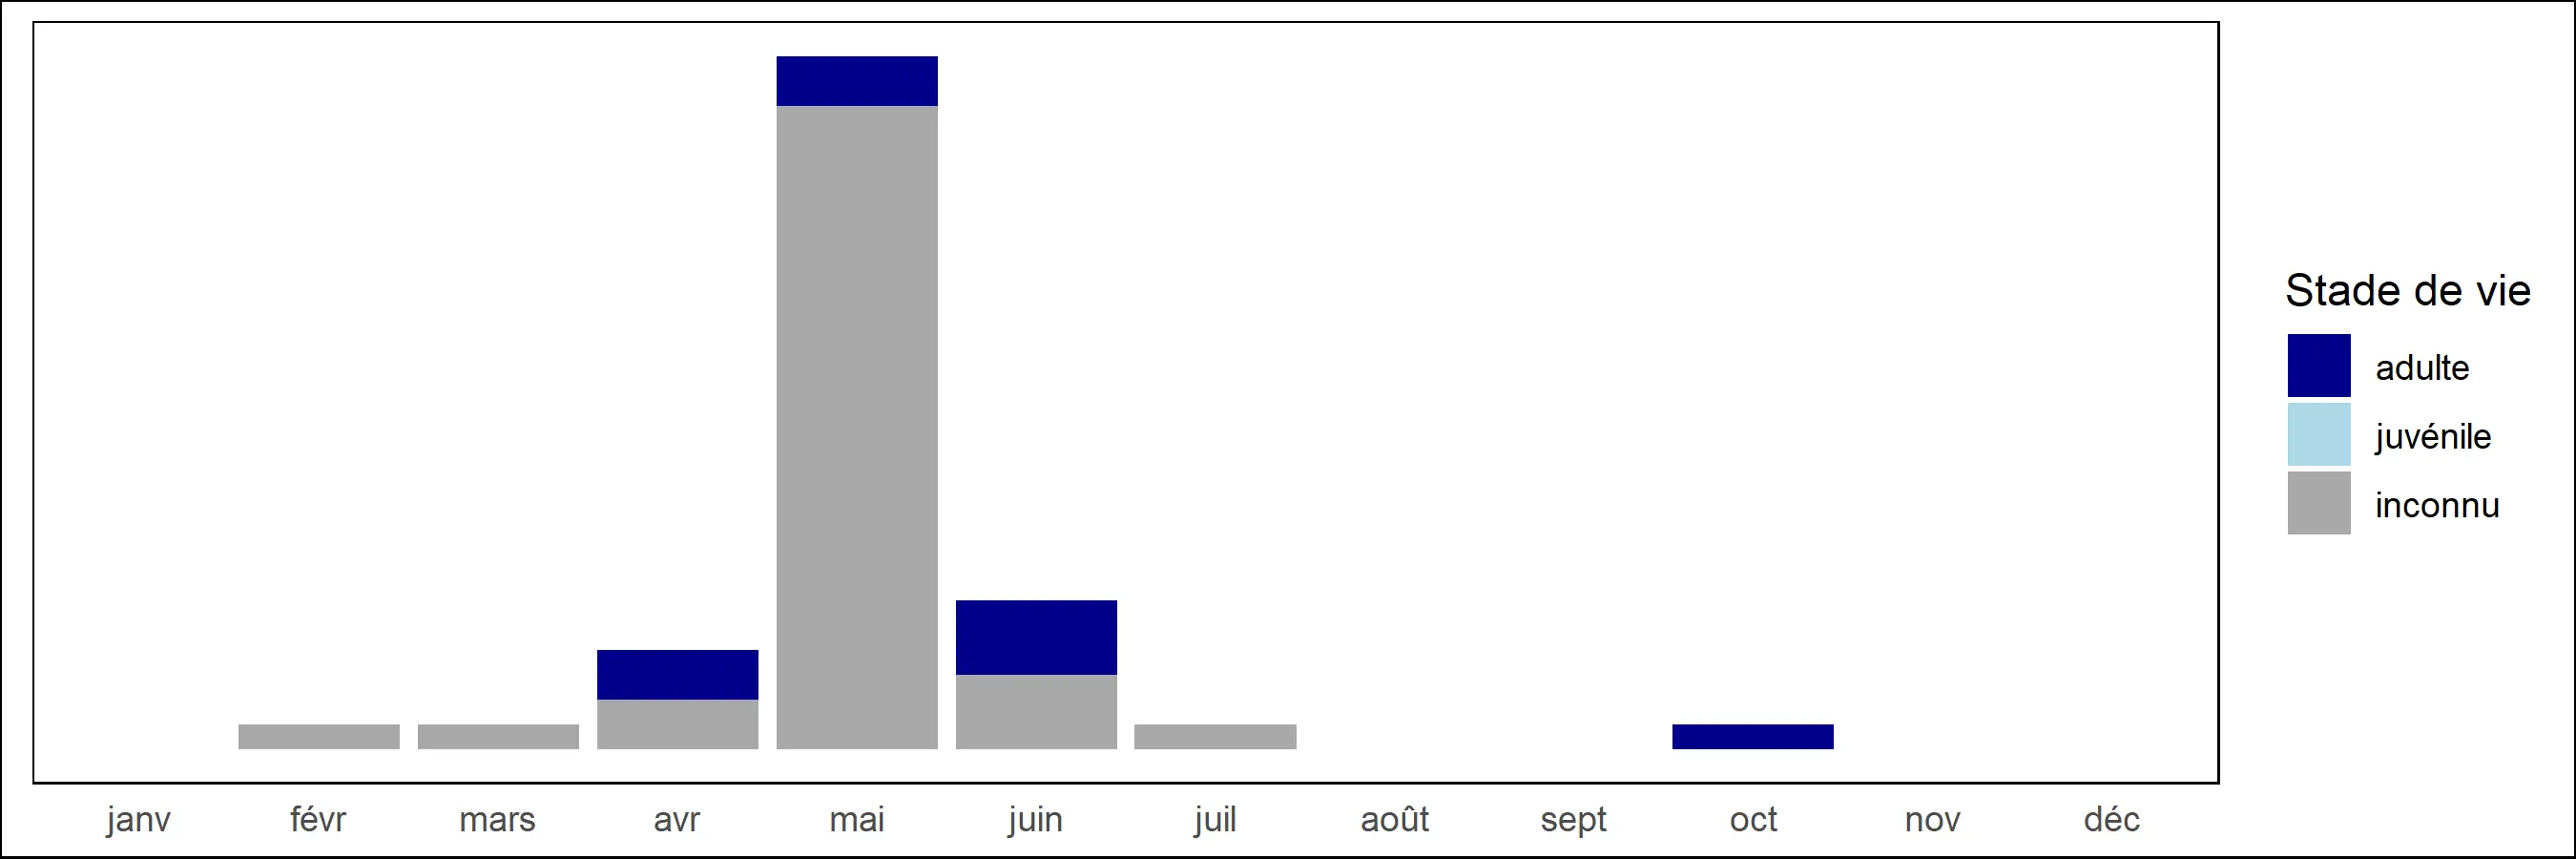 Stade de vie
adulte
juvénile
inconnu
janv févr mars avr mai juin juil août sept oct nov déc